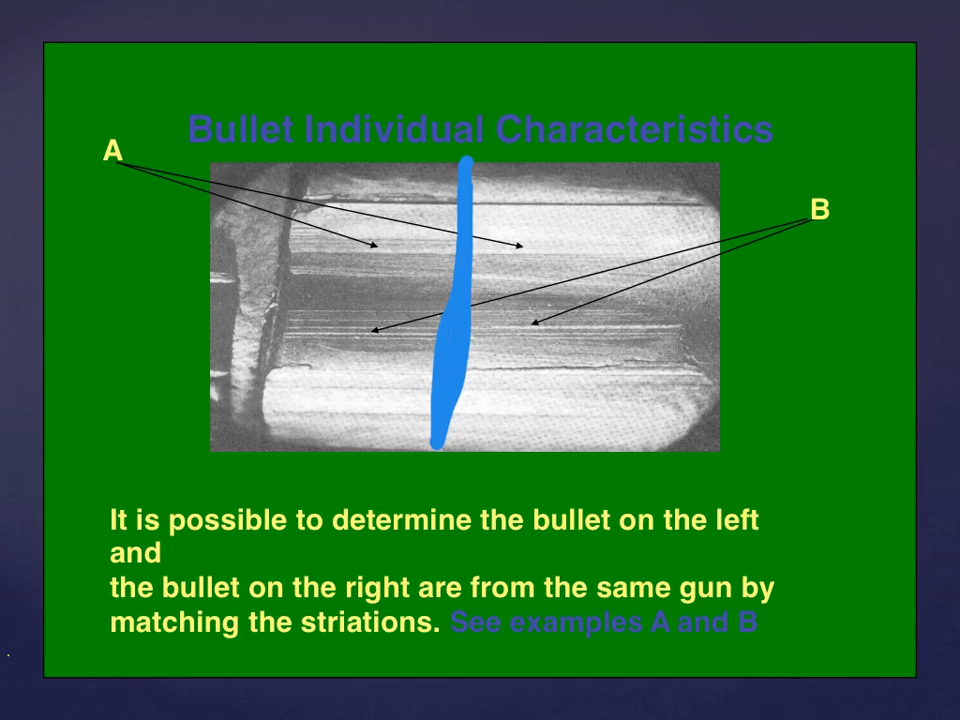 Bullet Individual Characteristics
A
B
It is possible to determine the bullet on the left
and
the bullet on the right are from the same gun by
matching the striations. See examples A and B
.